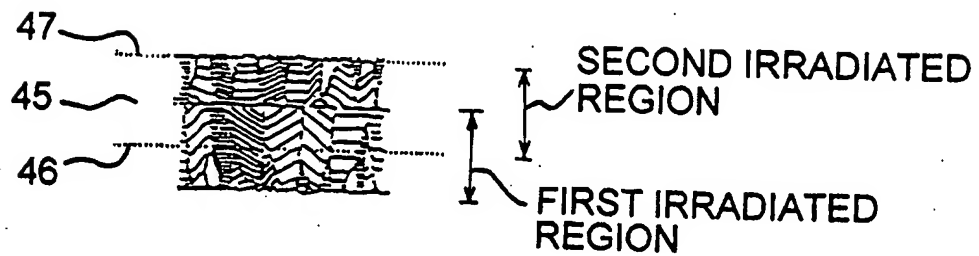 47
45
46
SECOND IRRADIATED
REGION
FIRST IRRADIATED
REGION